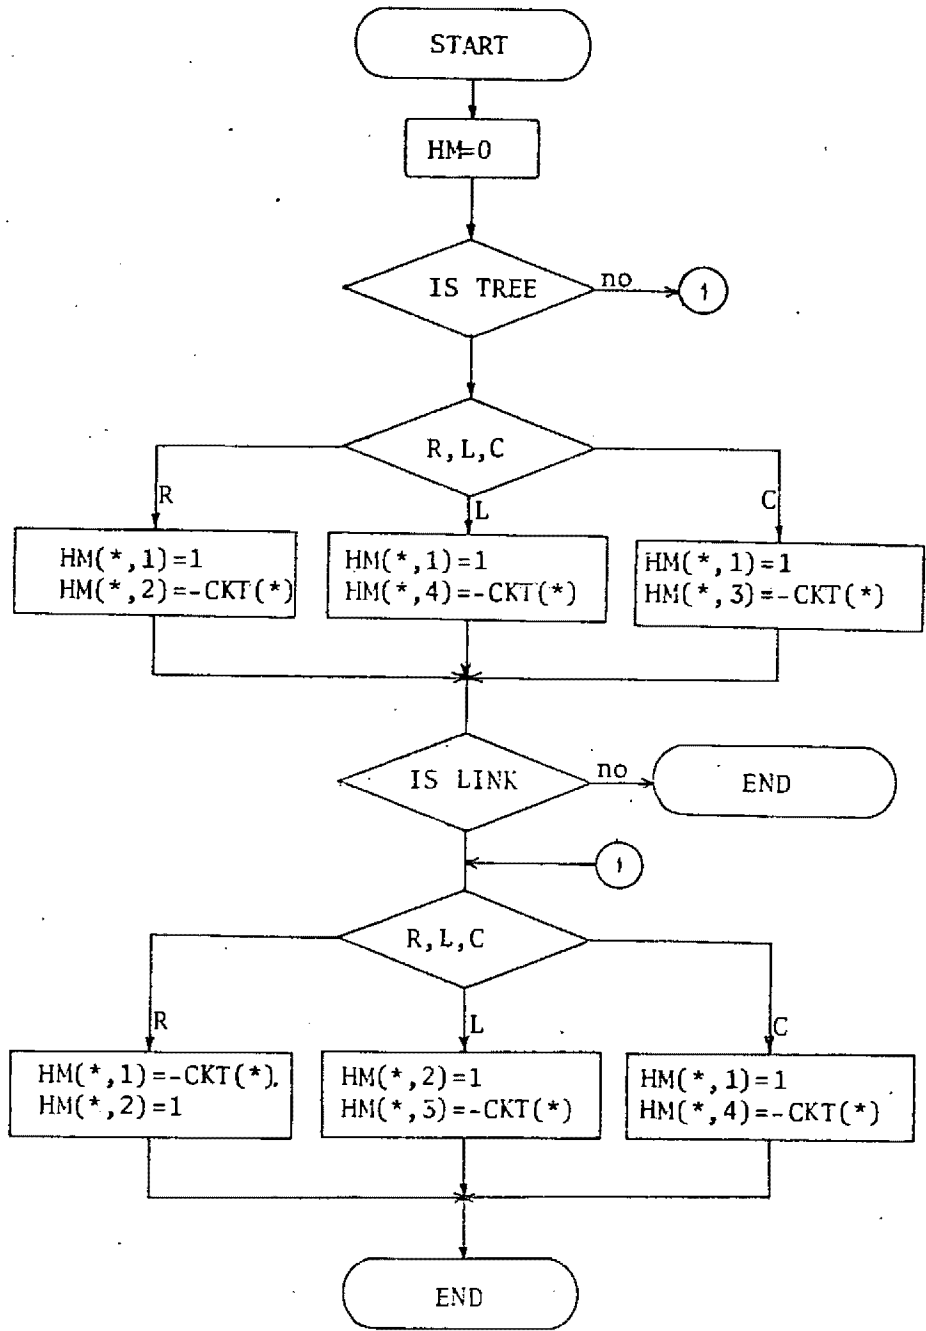 START
HM=0
IS TREE
no
1
R,L,C
R
L
C
HM(*,1)=1
HM(*,2)=-CKT(*)
HM(*,1)=1
HM(*,4)=-CKT(*)
HM(*,1)=1
HM(*,3)=-CKT(*)
IS LINK
no
END
1
R,L,C
R
L
C
HM(*,1)=-CKT(*).
HM(*,2)=1
HM(*,2)=1
HM(*,3)=-CKT(*)
HM(*,1)=1
HM(*,4)=-CKT(*)
END